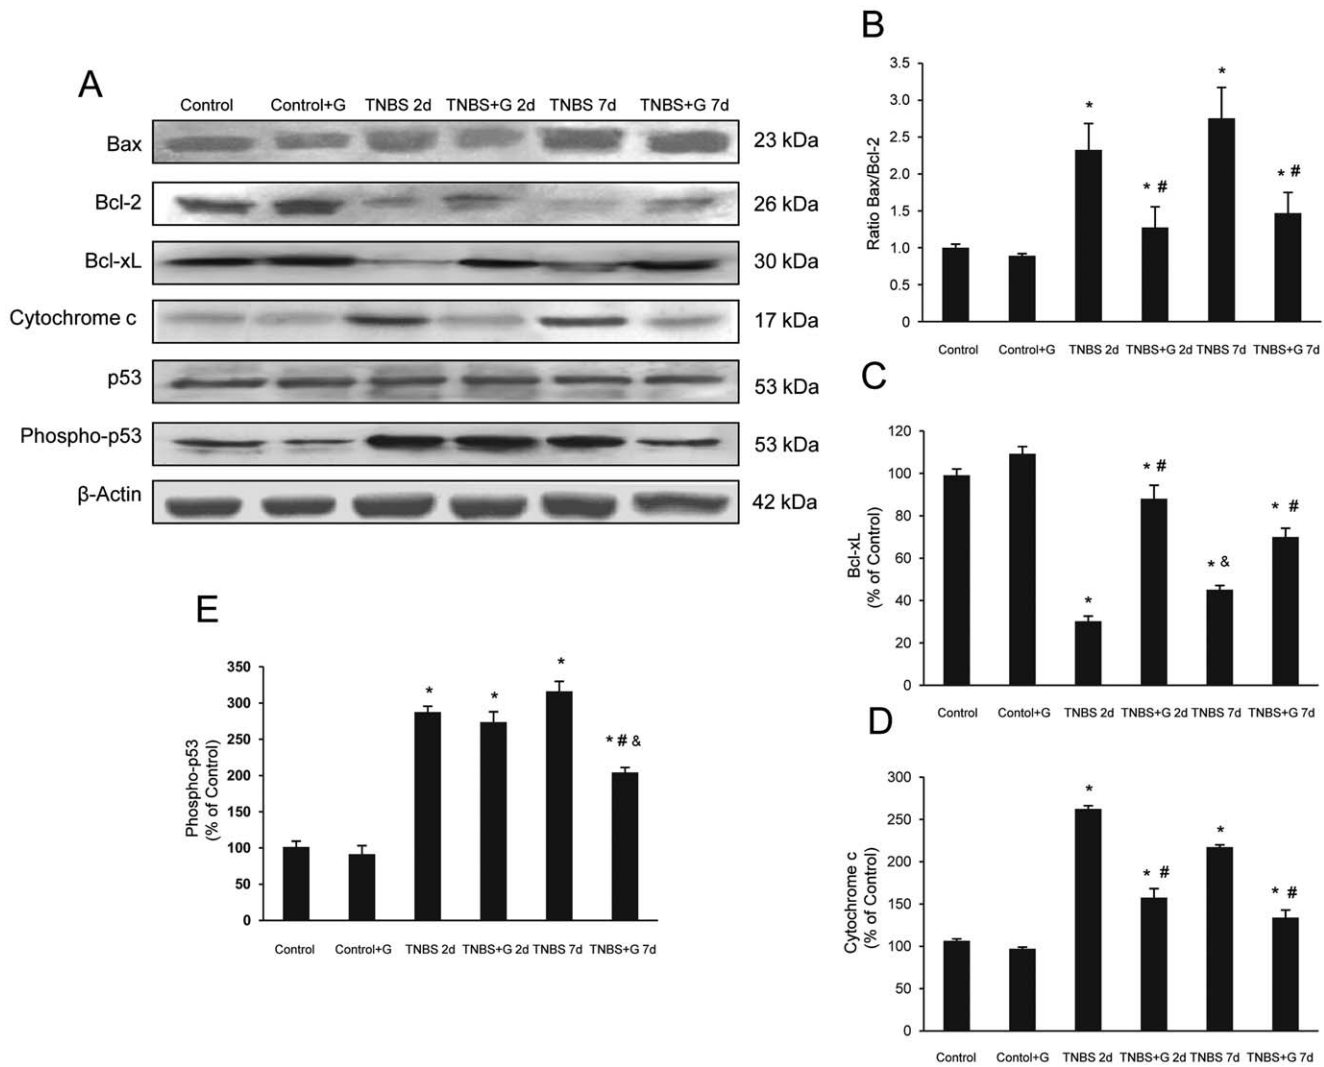 A
Control Control+G TNBS 2d TNBS+G 2d TNBS 7d TNBS+G 7d
Bax 23 kDa
Bcl-2 26 kDa
Bcl-xL 30 kDa
Cytochrome c 17 kDa
p53 53 kDa
Phospho-p53 53 kDa
β-Actin 42 kDa
B
Ratio Bax/Bcl-2
3.5
3.0
2.5
2.0
1.5
1.0
0.5
0
* * # * * #
Control Control+G TNBS 2d TNBS+G 2d TNBS 7d TNBS+G 7d
C
Bcl-xL
(% of Control)
120
100
80
60
40
20
0
* * # * & * #
Control Contol+G TNBS 2d TNBS+G 2d TNBS 7d TNBS+G 7d
D
Cytochrome c
(% of Control)
300
250
200
150
100
50
0
* * # * * #
Control Contol+G TNBS 2d TNBS+G 2d TNBS 7d TNBS+G 7d
E
Phospho-p53
(% of Control)
350
300
250
200
150
100
50
0
* * * * # &
Control Control+G TNBS 2d TNBS+G 2d TNBS 7d TNBS+G 7d